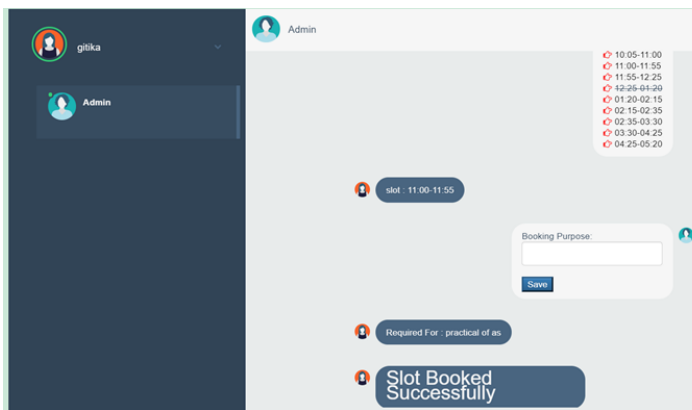 gitika
Admin
Admin
10:05-11:00
11:00-11:55
11:55-12:25
12:25-01:20
01:20-02:15
02:15-02:35
02:35-03:30
03:30-04:25
04:25-05:20
slot : 11:00-11:55
Booking Purpose:
Save
Required For : practical of as
Slot Booked
Successfully